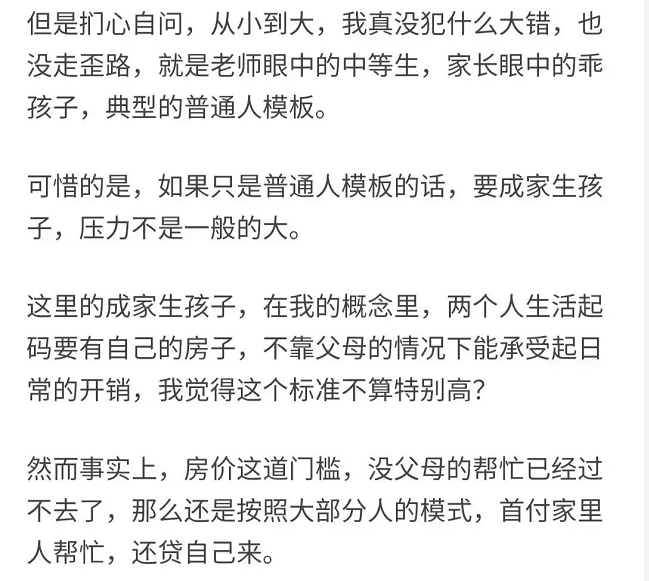 但是扪心自问，从小到大，我真没犯什么大错，也
没走歪路，就是老师眼中的中等生，家长眼中的乖
孩子，典型的普通人模板。
可惜的是，如果只是普通人模板的话，要成家生孩
子，压力不是一般的大。
这里的成家生孩子，在我的概念里，两个人生活起
码要有自己的房子，不靠父母的情况下能承受起日
常的开销，我觉得这个标准不算特别高？
然而事实上，房价这道门槛，没父母的帮忙已经过
不去了，那么还是按照大部分人的模式，首付家里
人帮忙，还贷自己来。